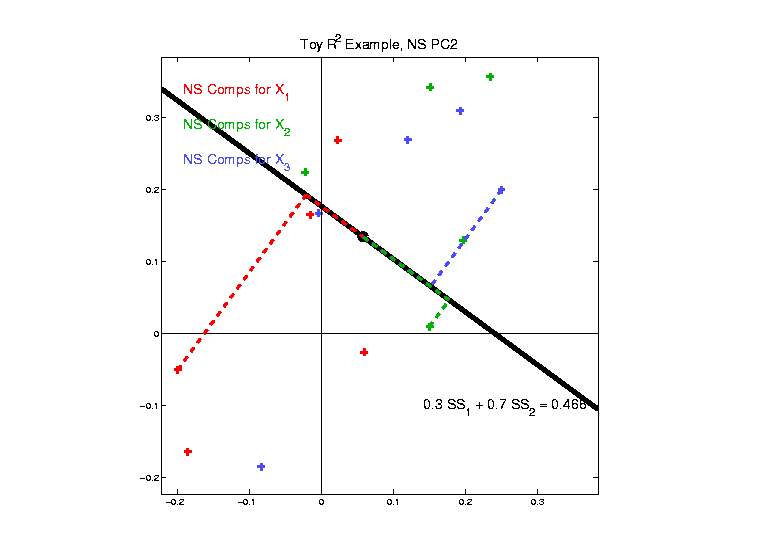 Toy R2 Example, NS PC2
NS Comps for X1
NS Comps for X2
NS Comps for X3
0.3
0.2
0.1
0
−0.1
−0.2
0.3 SS1 + 0.7 SS2 = 0.466
−0.2 −0.1 0 0.1 0.2 0.3